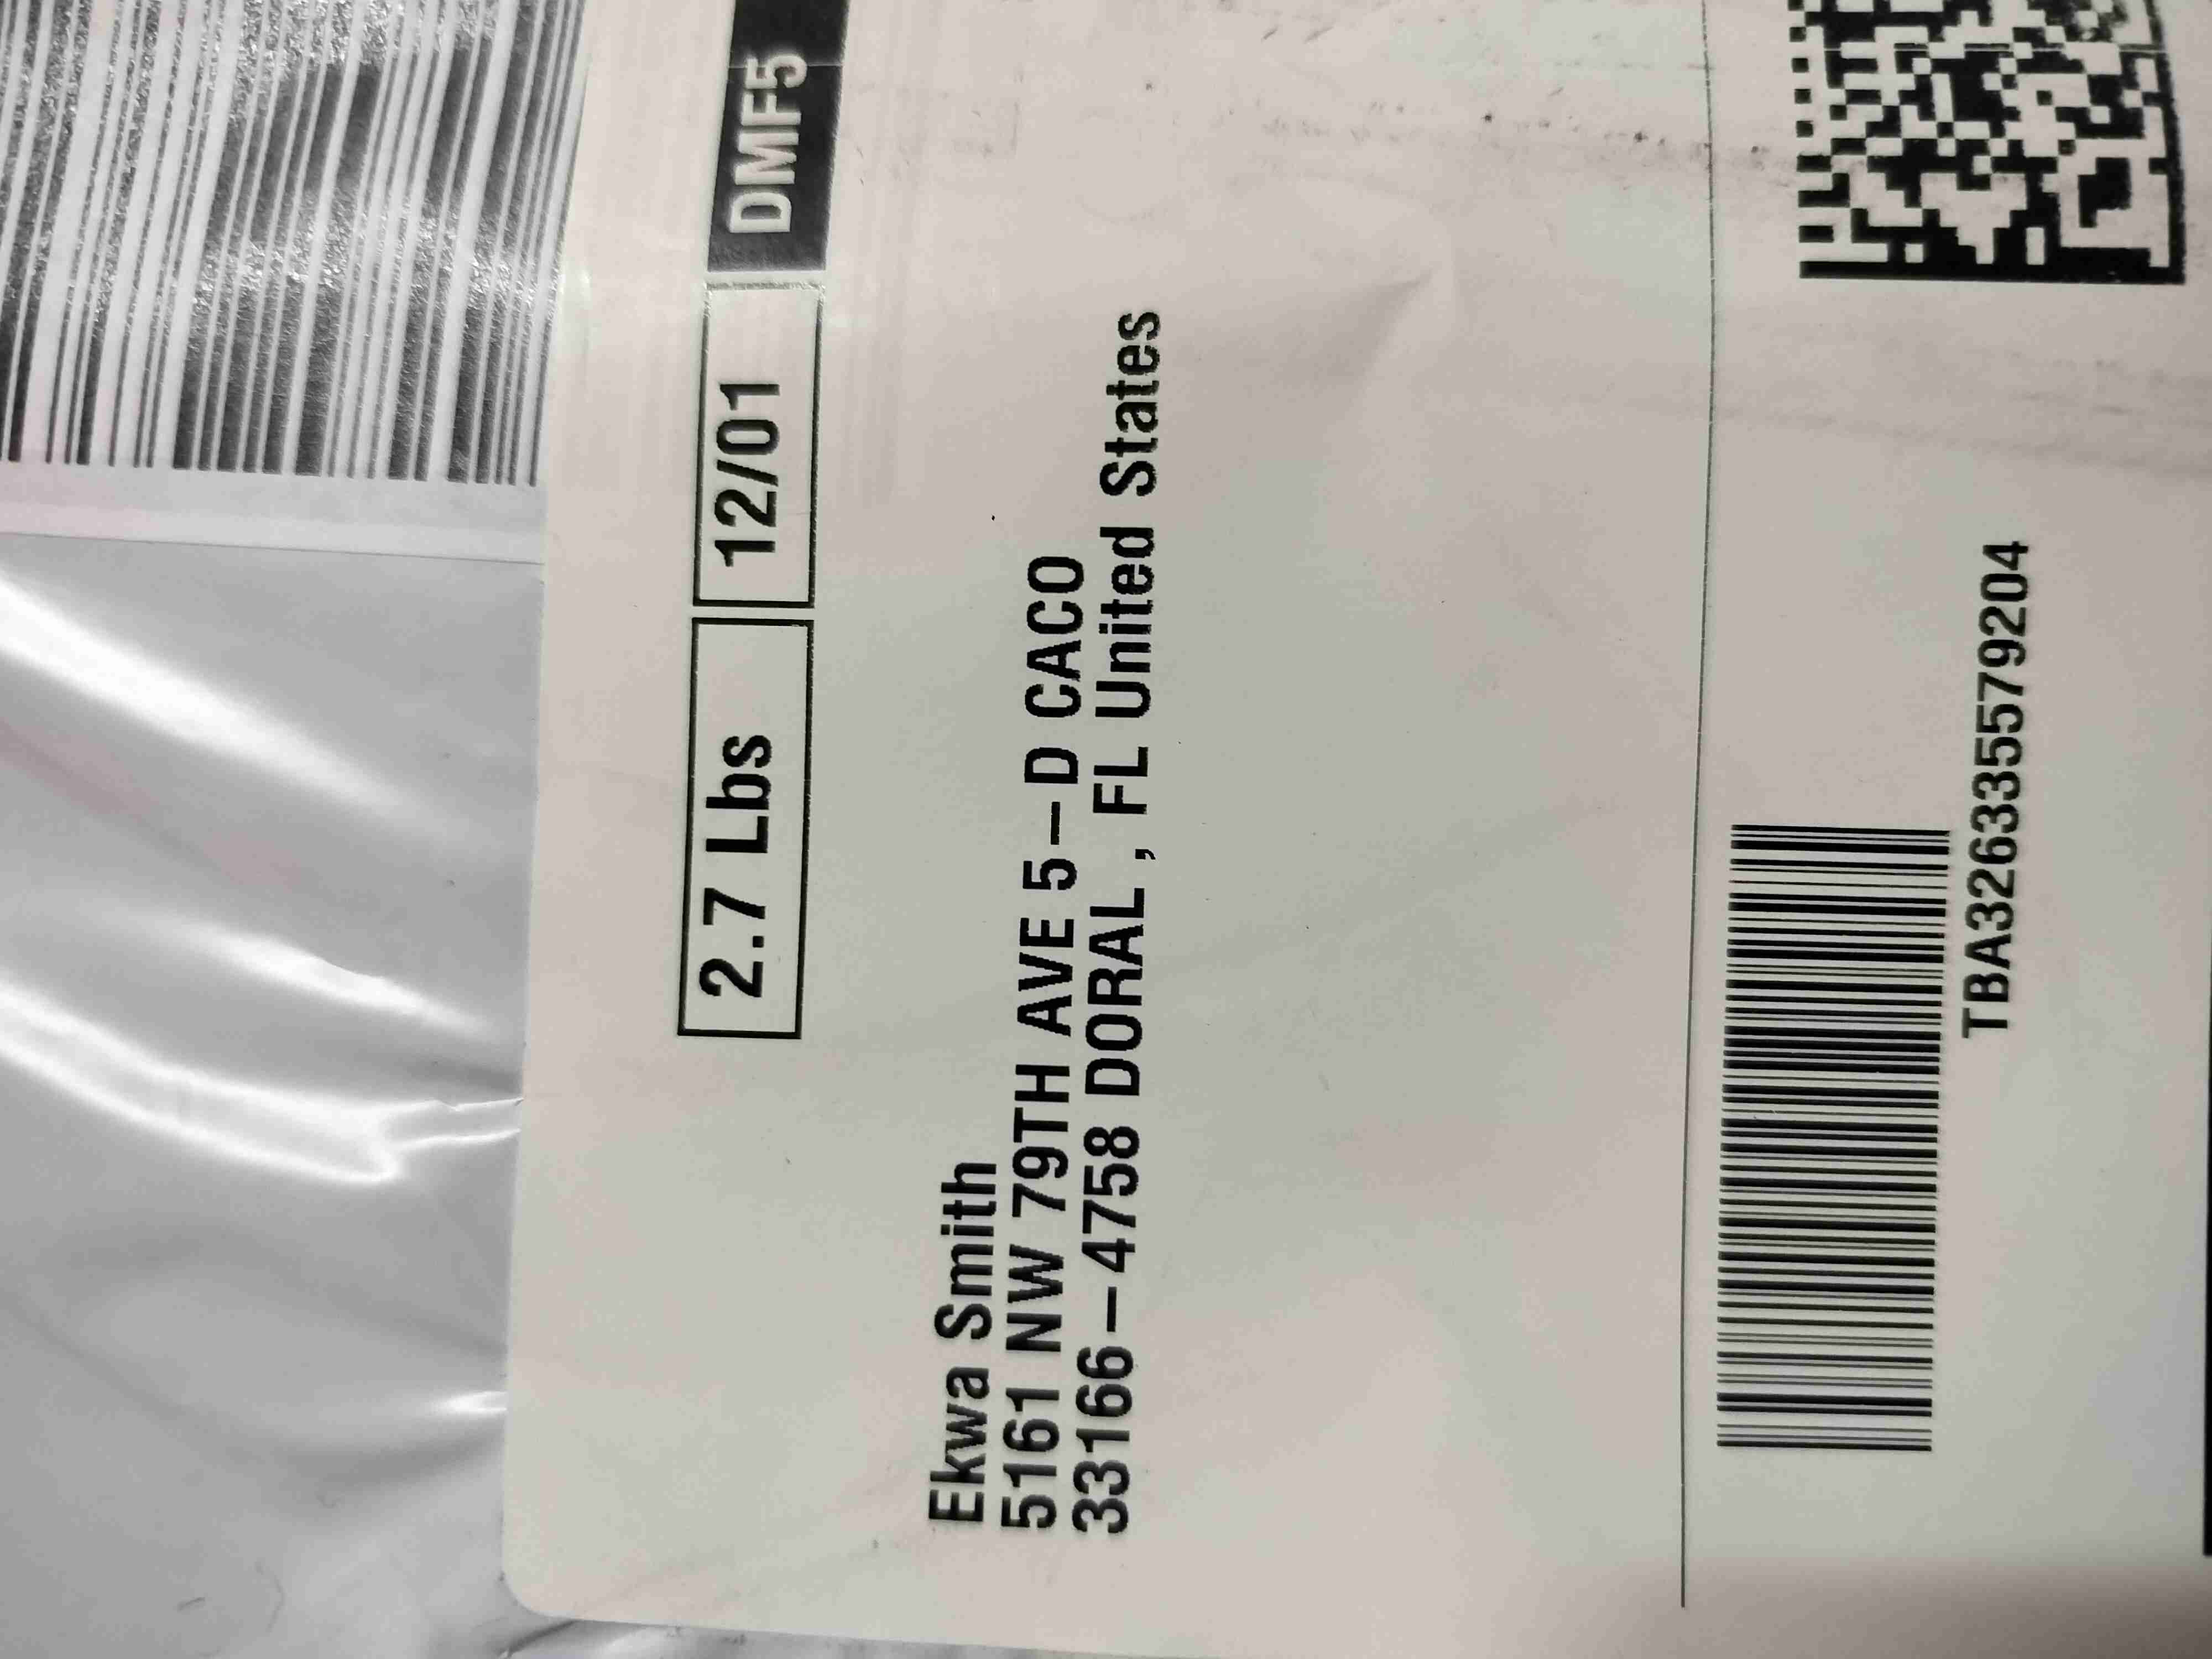 2.7 Lbs 12/01 DMF5
Ekwa Smith
5161 NW 79TH AVE 5-D CACO
33166-4758 DORAL , FL United States
TBA326335579204